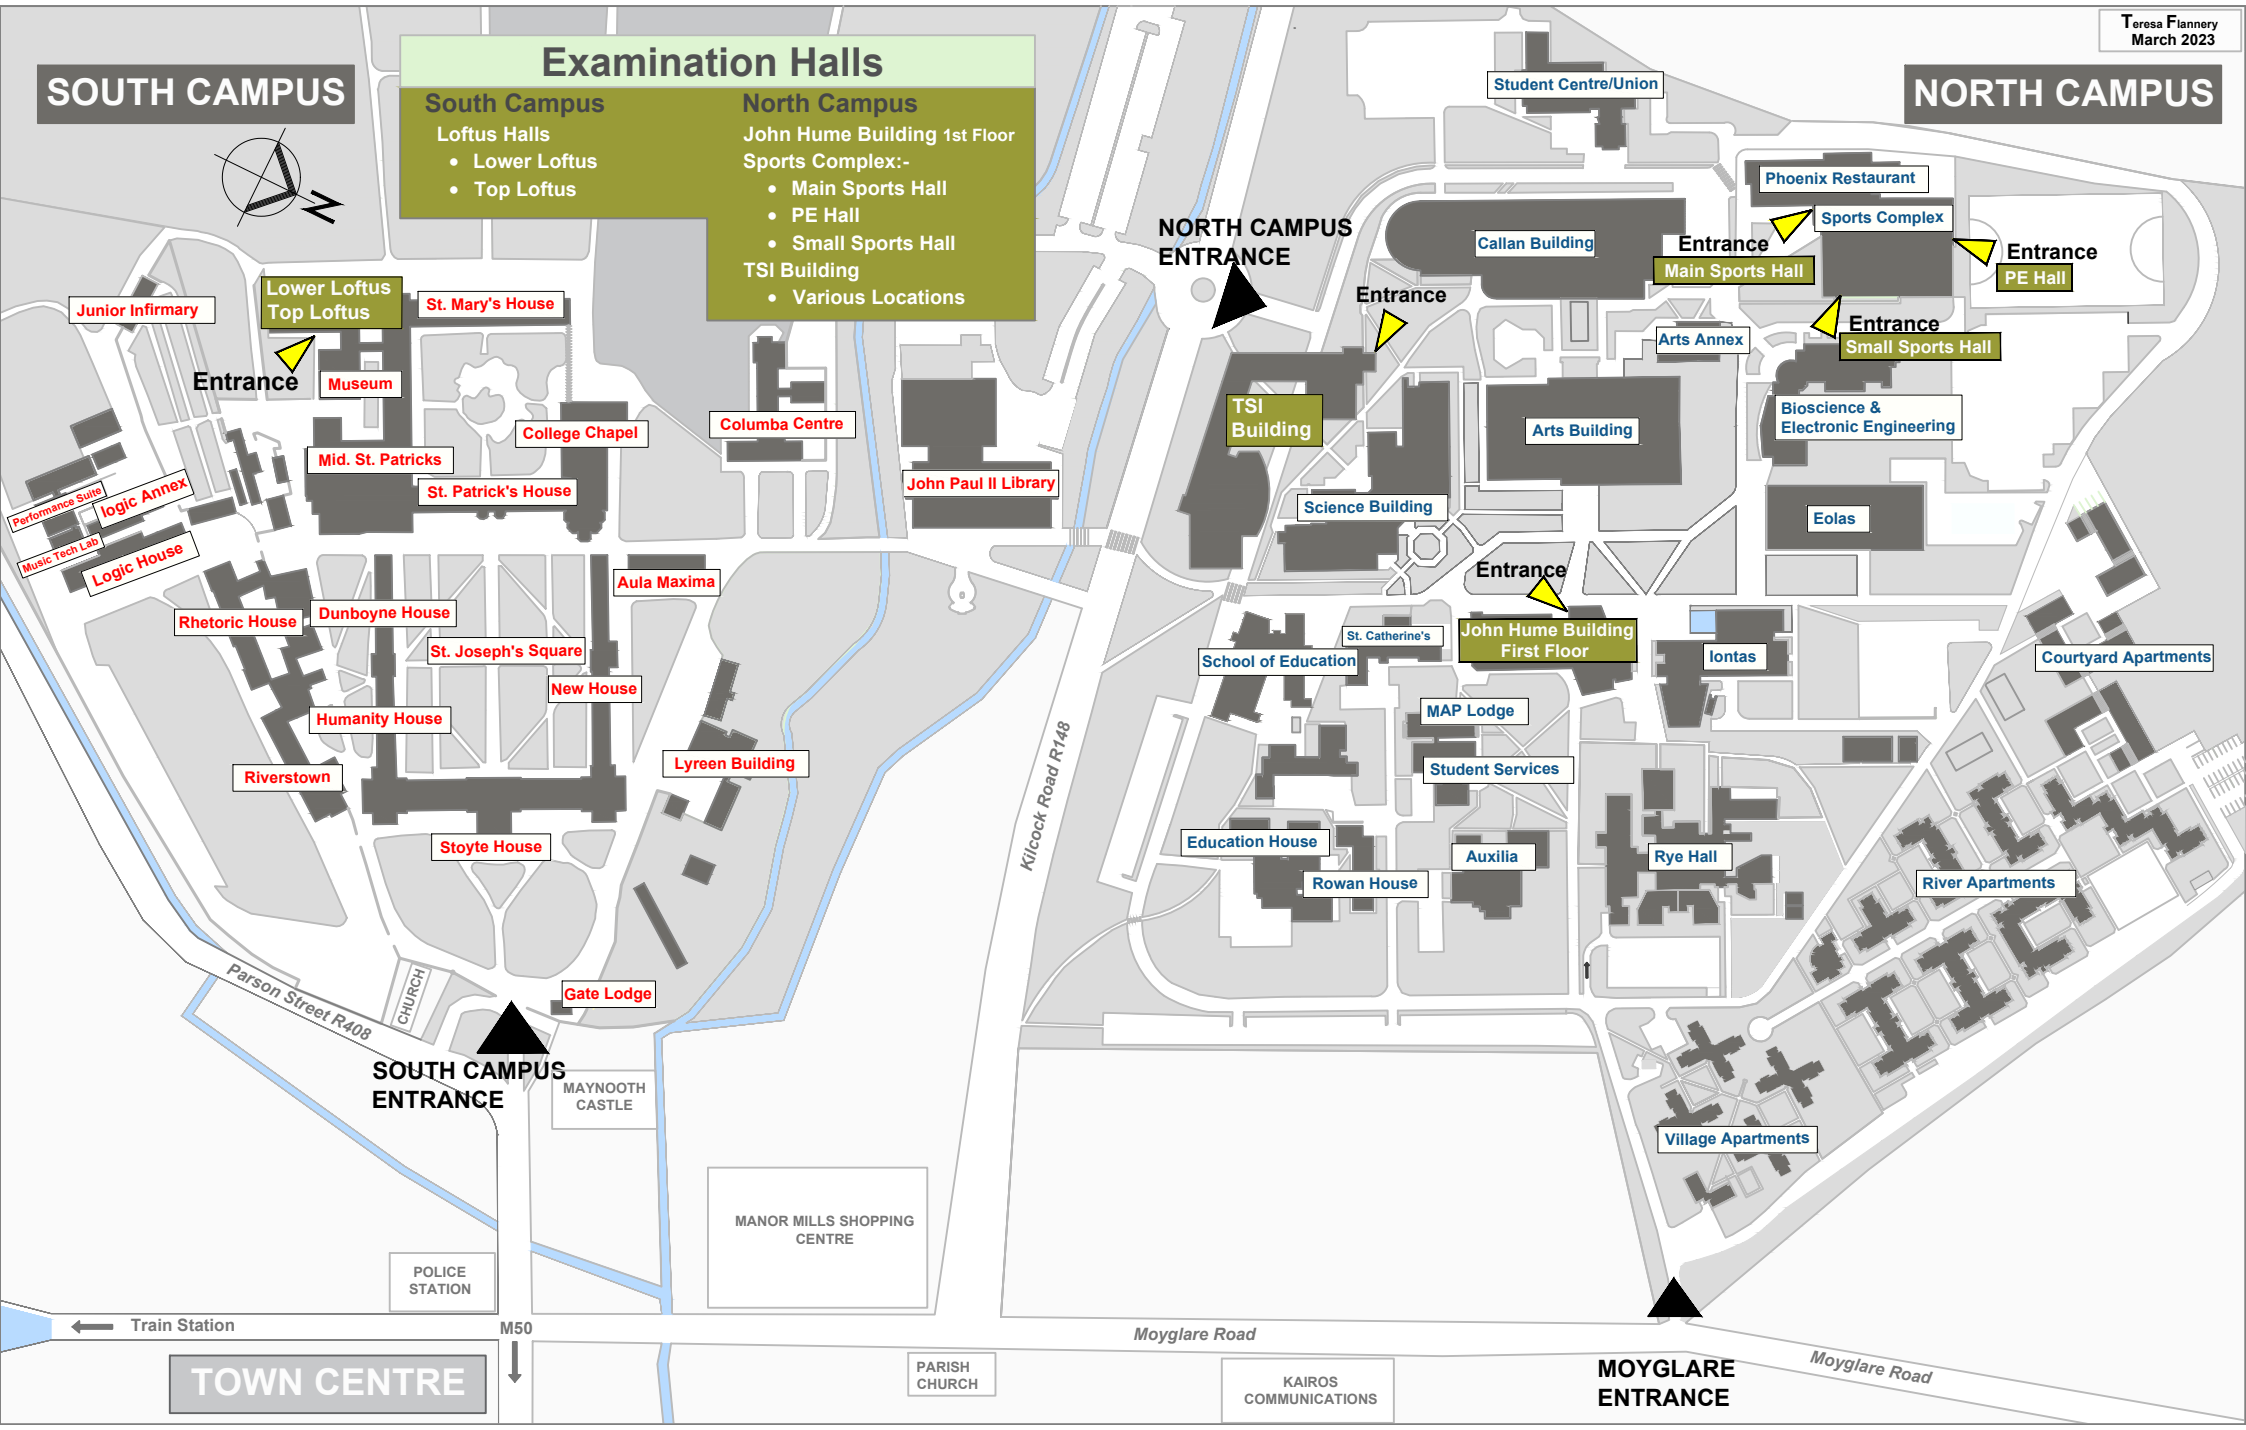 Teresa Flannery
March 2023
SOUTH CAMPUS
NORTH CAMPUS
Examination Halls
South Campus
Loftus Halls
• Lower Loftus
• Top Loftus
North Campus
John Hume Building 1st Floor
Sports Complex:-
• Main Sports Hall
• PE Hall
• Small Sports Hall
TSI Building
• Various Locations
N
Junior Infirmary
Lower Loftus
Top Loftus
Entrance
St. Mary's House
Museum
College Chapel
Columba Centre
Mid. St. Patricks
St. Patrick's House
John Paul II Library
Performance Suite
logic Annex
Music Tech Lab
Logic House
Aula Maxima
Rhetoric House
Dunboyne House
St. Joseph's Square
New House
Humanity House
Riverstown
Lyreen Building
Stoyte House
Gate Lodge
CHURCH
Parson Street R408
SOUTH CAMPUS
ENTRANCE
MAYNOOTH
CASTLE
MANOR MILLS SHOPPING
CENTRE
POLICE
STATION
Train Station
M50
TOWN CENTRE
PARISH
CHURCH
KAIROS
COMMUNICATIONS
Moyglare Road
Moyglare Road
MOYGLARE
ENTRANCE
Kilcock Road R148
NORTH CAMPUS
ENTRANCE
Student Centre/Union
Phoenix Restaurant
Sports Complex
Callan Building
Entrance
Main Sports Hall
Entrance
PE Hall
Entrance
Small Sports Hall
Entrance
Arts Annex
TSI
Building
Arts Building
Bioscience &
Electronic Engineering
Science Building
Eolas
Entrance
John Hume Building
First Floor
St. Catherine's
School of Education
Iontas
Courtyard Apartments
MAP Lodge
Student Services
Education House
Rowan House
Auxilia
Rye Hall
River Apartments
Village Apartments